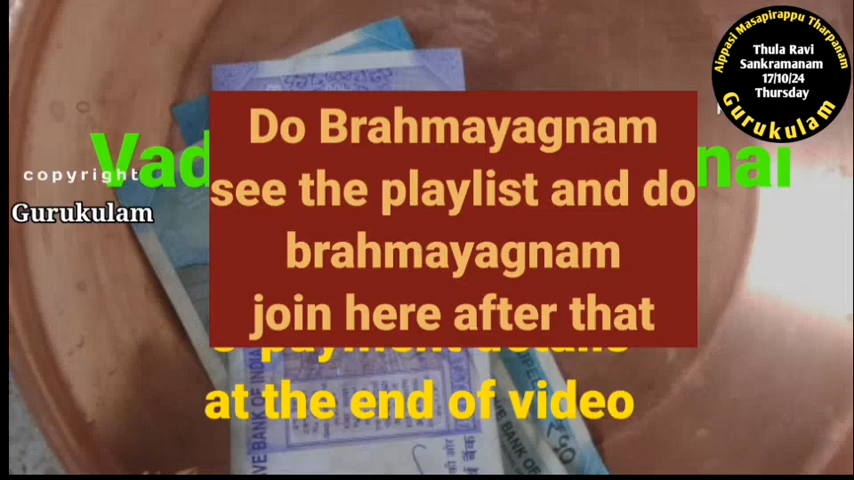 Aippasi Masapirappu Tharpanam
Thula Ravi
Sankramanam
17/10/24
Thursday
Gurukulam
copyright
Gurukulam
Do Brahmayagnam
see the playlist and do
brahmayagnam
join here after that
at the end of video